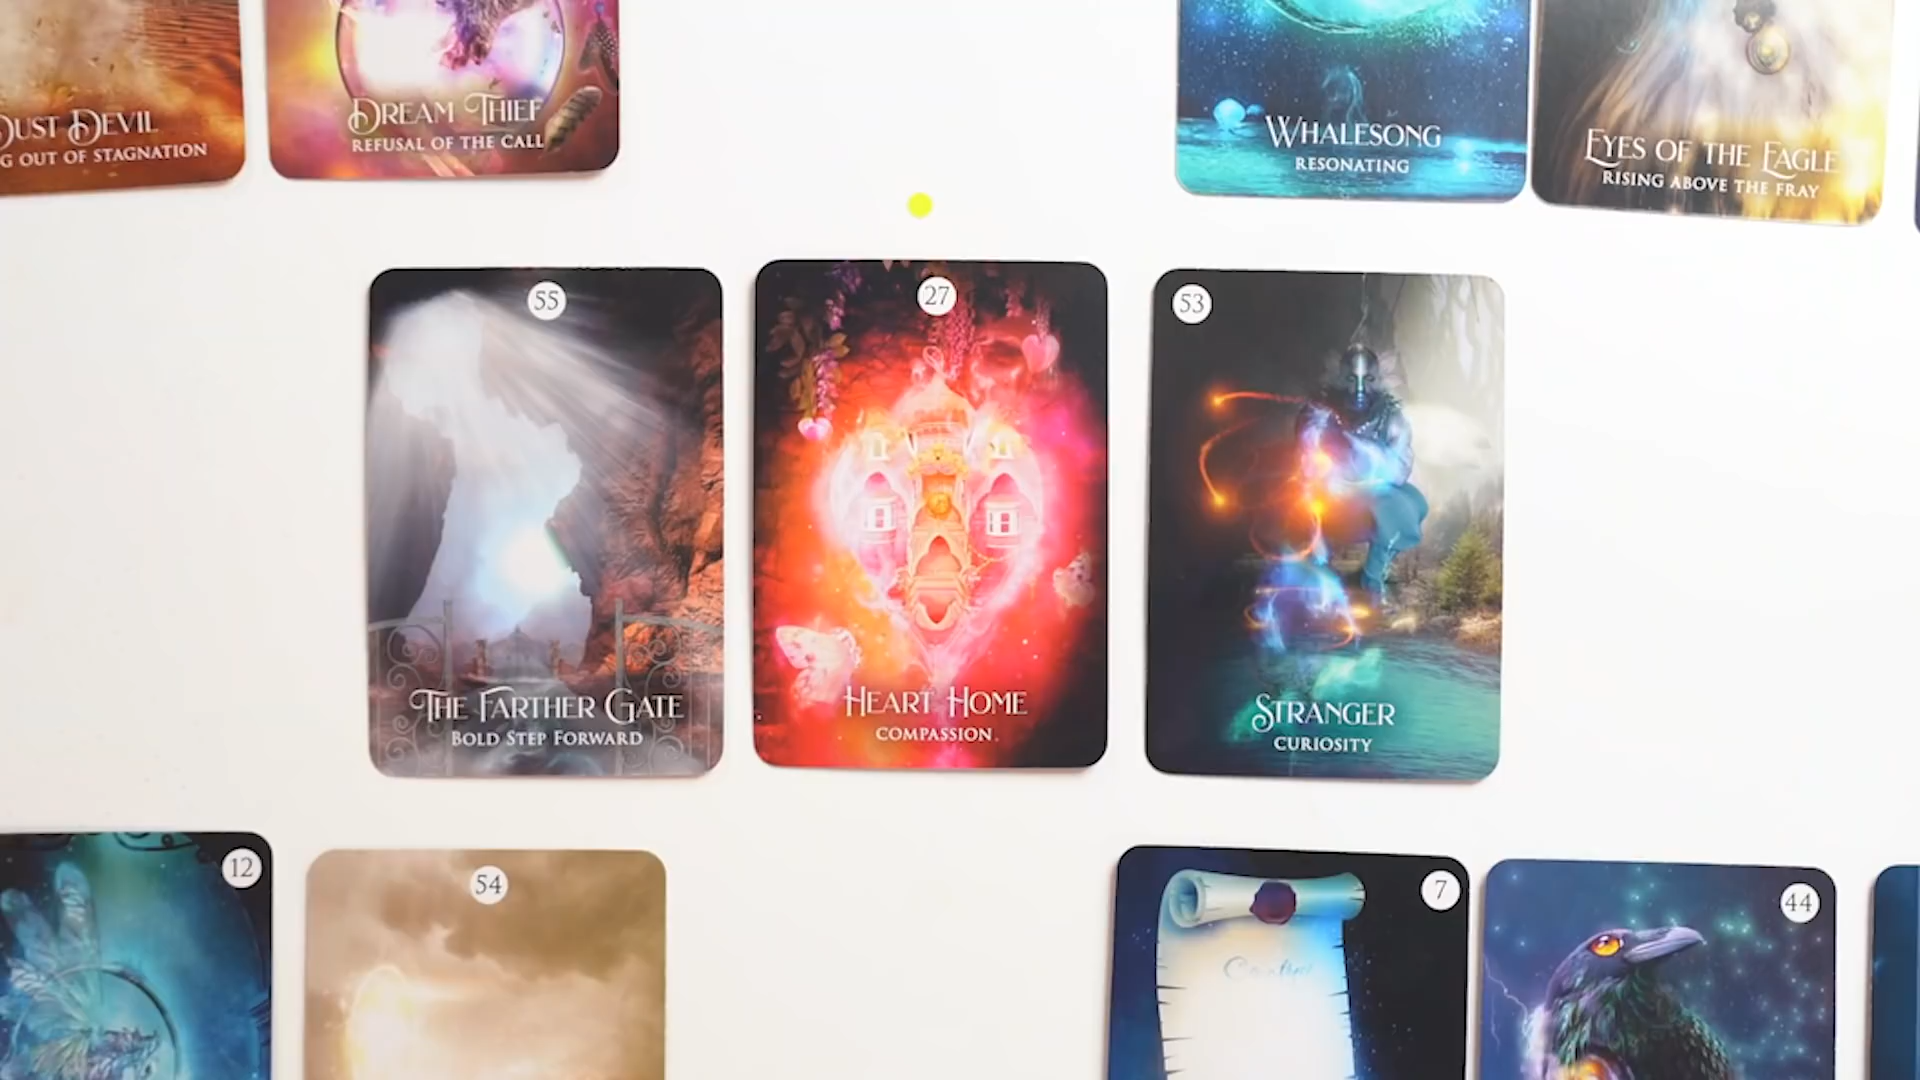 DUST DEVIL
G OUT OF STAGNATION
DREAM THIEF
REFUSAL OF THE CALL
WHALESONG
RESONATING
EYES OF THE EAGLE
RISING ABOVE THE FRAY
55
THE FARTHER GATE
BOLD STEP FORWARD
27
HEART HOME
COMPASSION
53
STRANGER
CURIOSITY
12
54
7
44